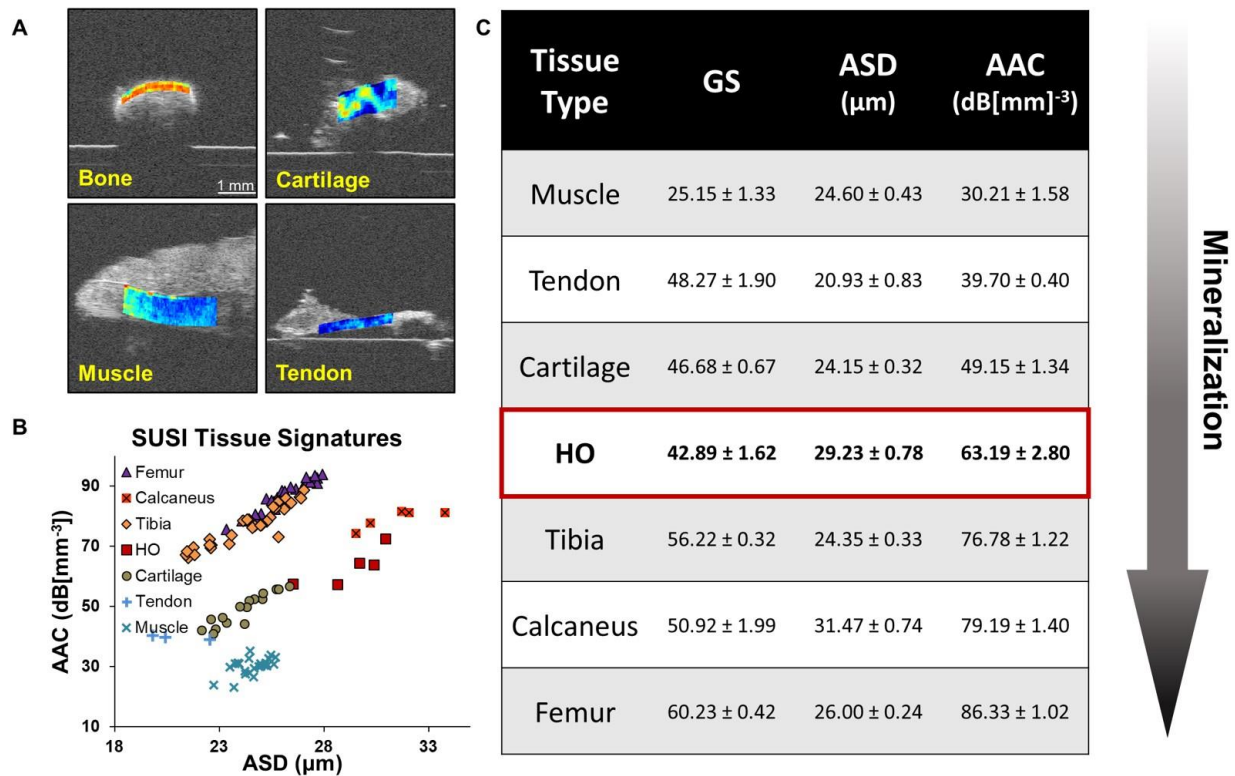 A
Bone
1 mm
Cartilage
Muscle
Tendon
B
SUSI Tissue Signatures
AAC (dB[mm⁻³])
90
70
50
30
10
Femur
Calcaneus
Tibia
HO
Cartilage
Tendon
Muscle
18 23 28 33
ASD (µm)
C
Tissue Type GS ASD (µm) AAC (dB[mm]⁻³)
Muscle 25.15 ± 1.33 24.60 ± 0.43 30.21 ± 1.58
Tendon 48.27 ± 1.90 20.93 ± 0.83 39.70 ± 0.40
Cartilage 46.68 ± 0.67 24.15 ± 0.32 49.15 ± 1.34
HO 42.89 ± 1.62 29.23 ± 0.78 63.19 ± 2.80
Tibia 56.22 ± 0.32 24.35 ± 0.33 76.78 ± 1.22
Calcaneus 50.92 ± 1.99 31.47 ± 0.74 79.19 ± 1.40
Femur 60.23 ± 0.42 26.00 ± 0.24 86.33 ± 1.02
Mineralization